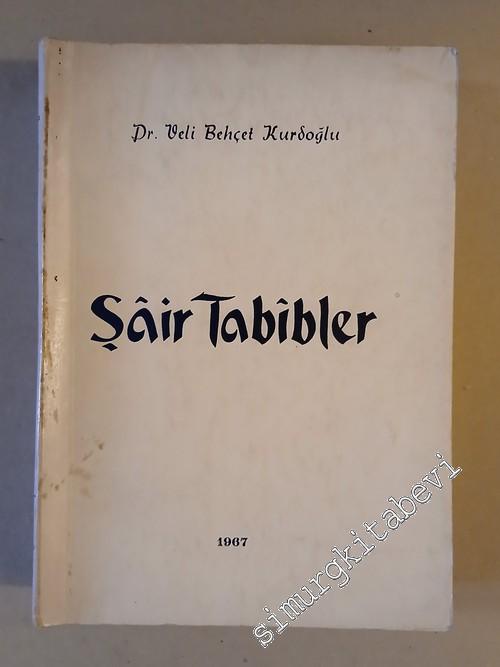 Dr. Veli Behçet Kurdoğlu
Şâir Tabîbler
1967
simurgkitabevi